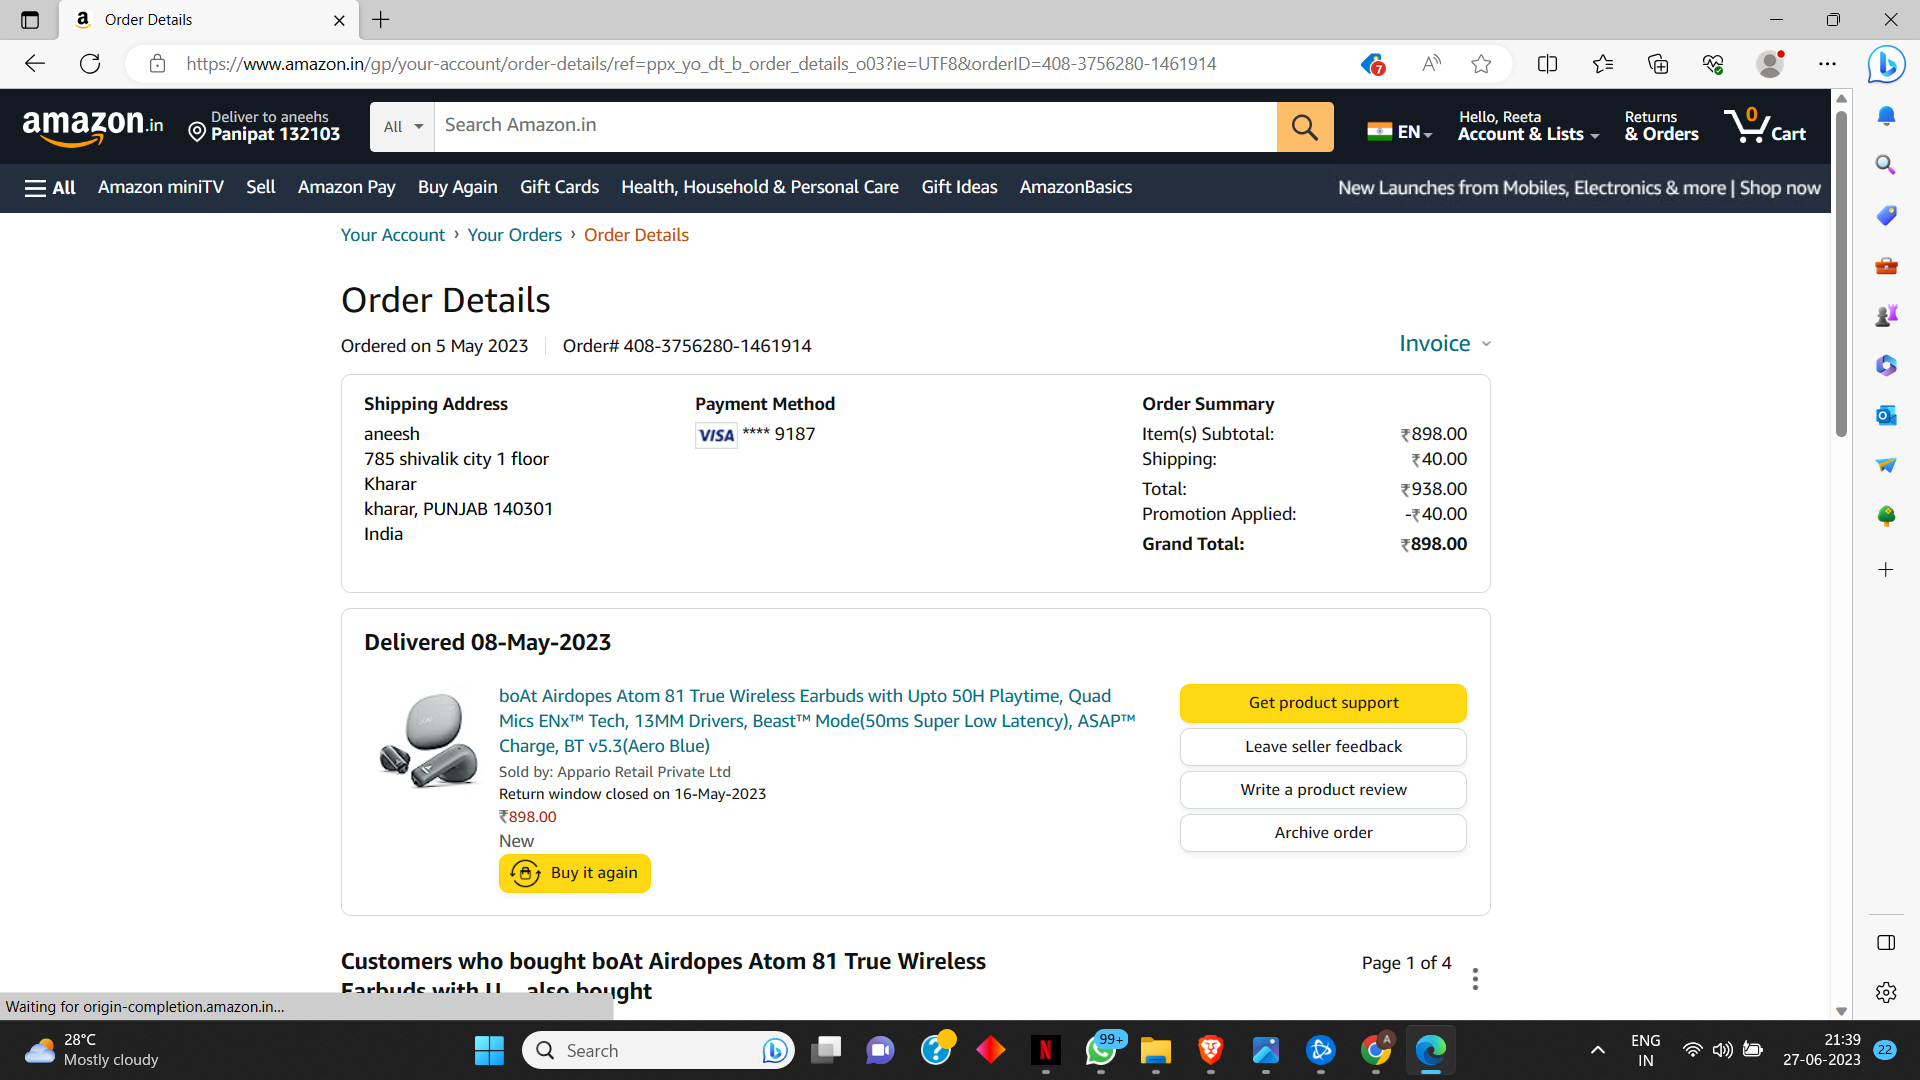 Order Details
https://www.amazon.in/gp/your-account/order-details/ref=ppx_yo_dt_b_order_details_o03?ie=UTF8&orderID=408-3756280-1461914
7
amazon.in
Deliver to aneehs
Panipat 132103
All
Search Amazon.in
EN
Hello, Reeta
Account & Lists
Returns
& Orders
0
Cart
All
Amazon miniTV
Sell
Amazon Pay
Buy Again
Gift Cards
Health, Household & Personal Care
Gift Ideas
AmazonBasics
New Launches from Mobiles, Electronics & more | Shop now
Your Account › Your Orders › Order Details
Order Details
Ordered on 5 May 2023
Order# 408-3756280-1461914
Invoice
Shipping Address
aneesh
785 shivalik city 1 floor
Kharar
kharar, PUNJAB 140301
India
Payment Method
VISA **** 9187
Order Summary
Item(s) Subtotal: ₹898.00
Shipping: ₹40.00
Total: ₹938.00
Promotion Applied: -₹40.00
Grand Total: ₹898.00
Delivered 08-May-2023
boAt Airdopes Atom 81 True Wireless Earbuds with Upto 50H Playtime, Quad
Mics ENx™ Tech, 13MM Drivers, Beast™ Mode(50ms Super Low Latency), ASAP™
Charge, BT v5.3(Aero Blue)
Sold by: Appario Retail Private Ltd
Return window closed on 16-May-2023
₹898.00
New
Buy it again
Get product support
Leave seller feedback
Write a product review
Archive order
Customers who bought boAt Airdopes Atom 81 True Wireless
Earbuds with U... also bought
Page 1 of 4
Waiting for origin-completion.amazon.in...
28°C
Mostly cloudy
Search
99+
A
ENG
IN
21:39
27-06-2023
22